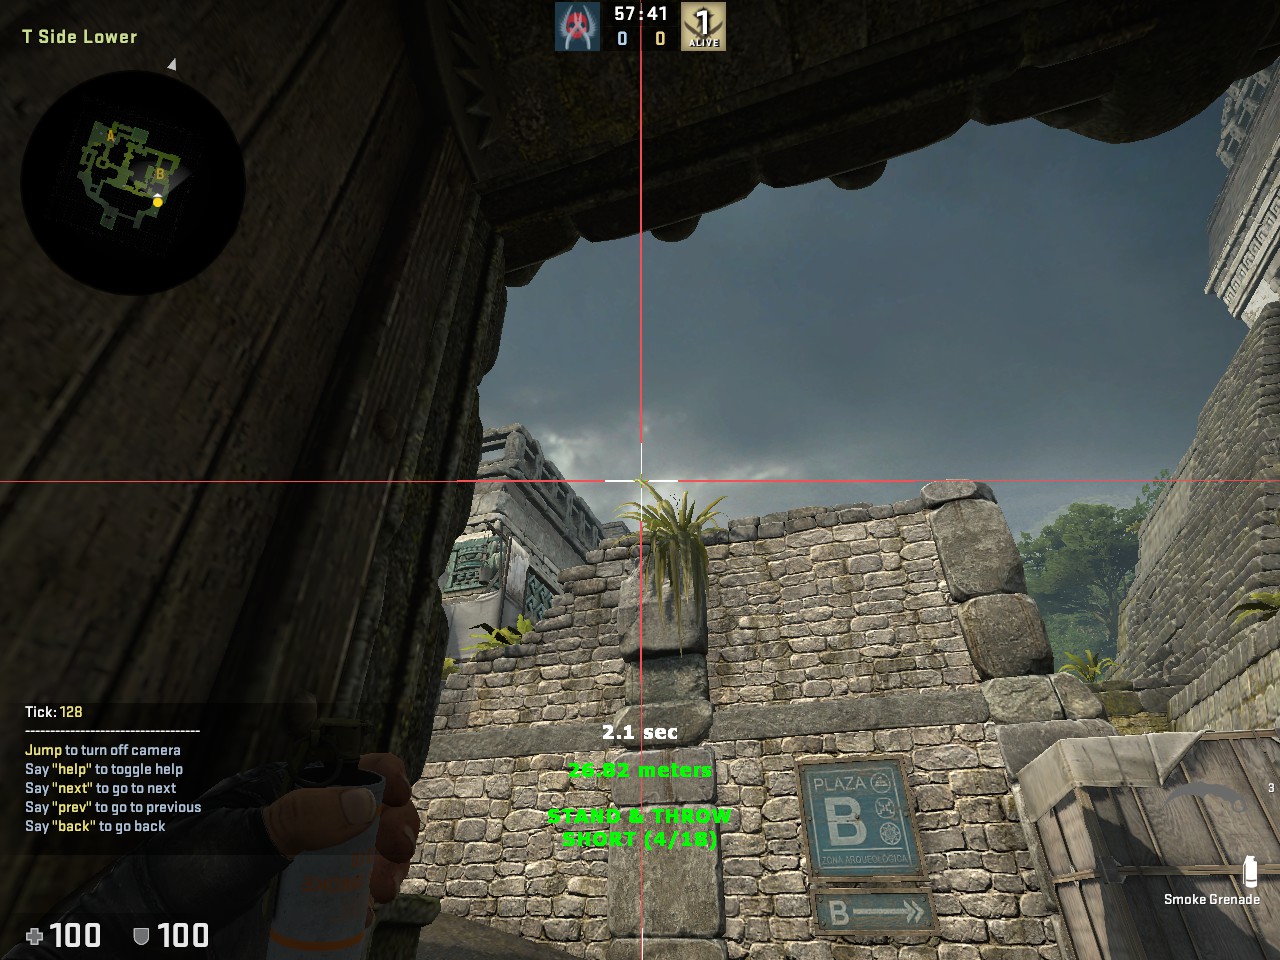 57:41
T Side Lower
0
0
1
ALIVE
A
B
2.1 sec
26.82 meters
STAND & THROW
SHORT (4/18)
PLAZA
B
ZONA ARQUEOLÓGICA
B
Tick: 128
Jump to turn off camera
Say "help" to toggle help
Say "next" to go to next
Say "prev" to go to previous
Say "back" to go back
3
Smoke Grenade
100
100